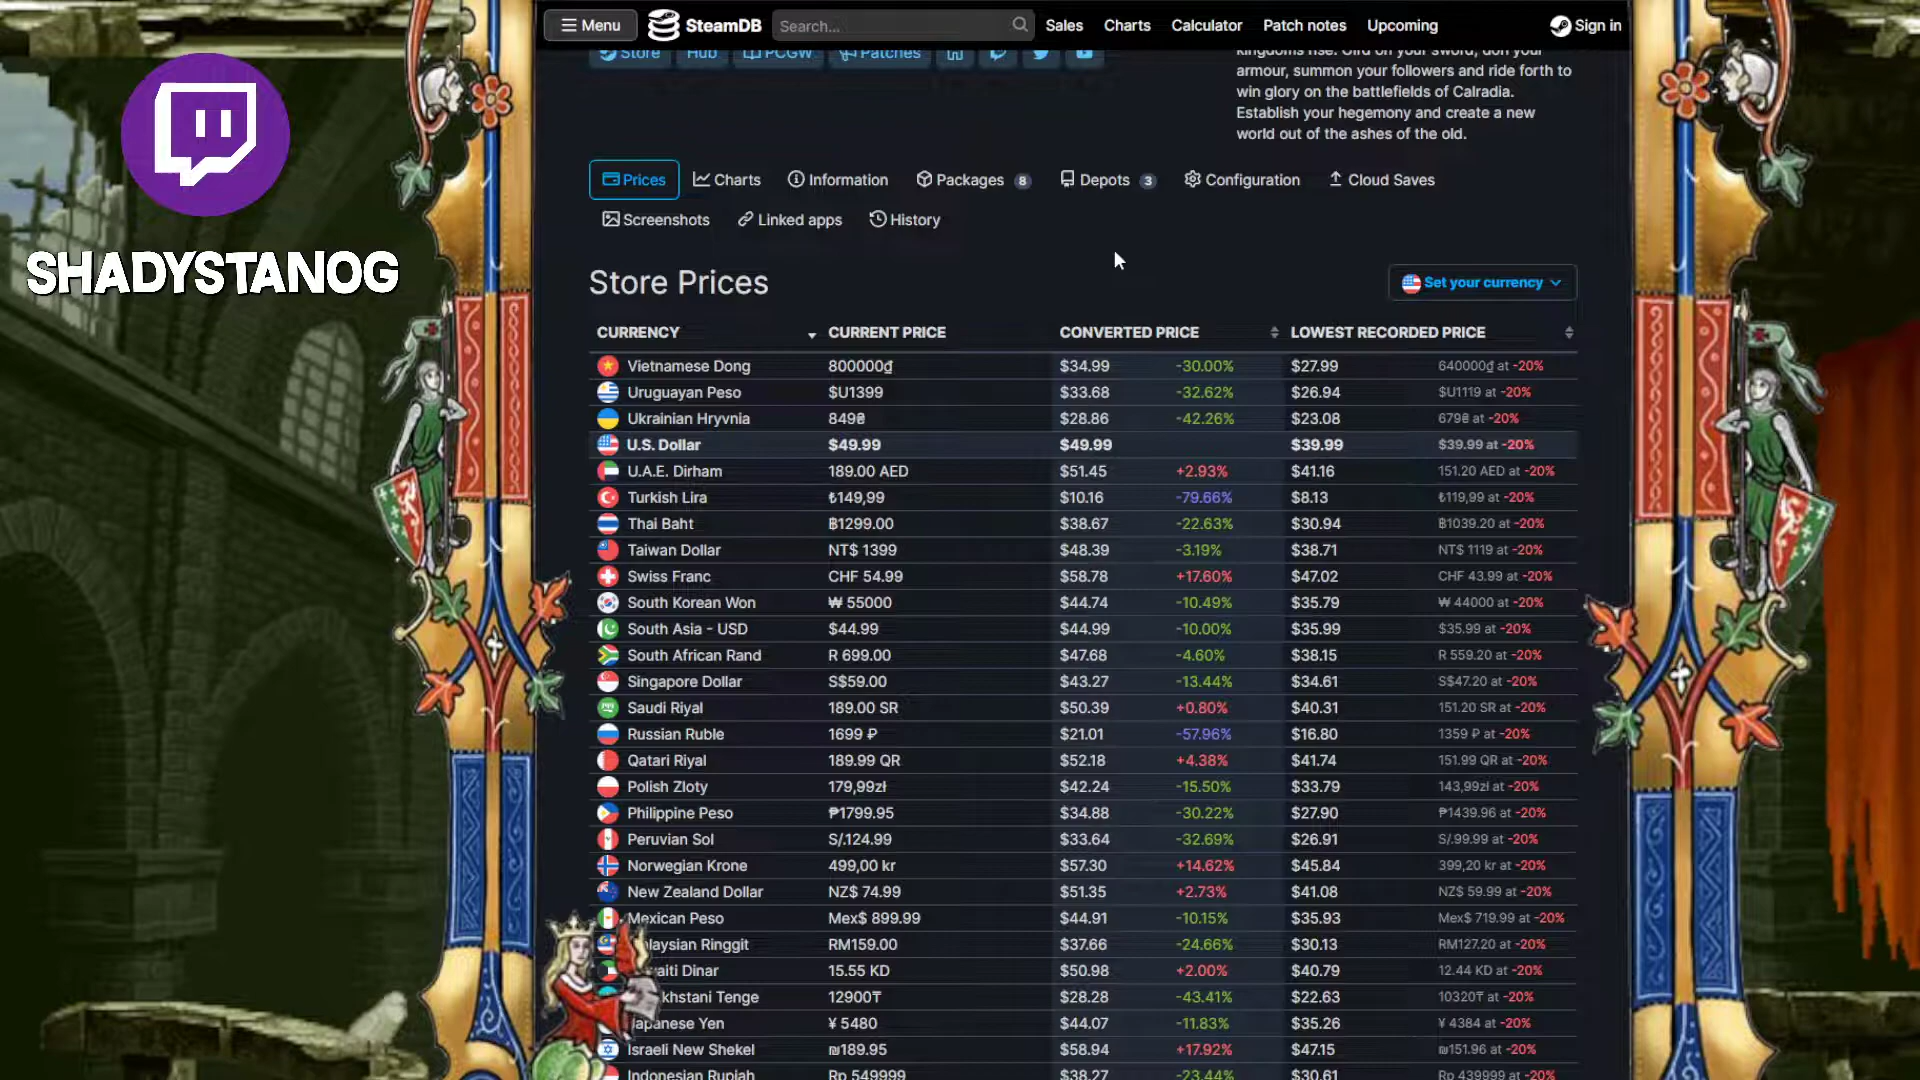 Menu SteamDB Search... Sales Charts Calculator Patch notes Upcoming Sign in
Store Hub PCGW Patches
kingdoms rise. Gird on your sword, don your
armour, summon your followers and ride forth to
win glory on the battlefields of Calradia.
Establish your hegemony and create a new
world out of the ashes of the old.
SHADYSTANOG
Prices Charts Information Packages 8 Depots 3 Configuration Cloud Saves
Screenshots Linked apps History
Store Prices Set your currency
CURRENCY CURRENT PRICE CONVERTED PRICE LOWEST RECORDED PRICE
Vietnamese Dong 800000₫ $34.99 -30.00% $27.99 640000₫ at -20%
Uruguayan Peso $U1399 $33.68 -32.62% $26.94 $U1119 at -20%
Ukrainian Hryvnia 849₴ $28.86 -42.26% $23.08 679₴ at -20%
U.S. Dollar $49.99 $49.99 $39.99 $39.99 at -20%
U.A.E. Dirham 189.00 AED $51.45 +2.93% $41.16 151.20 AED at -20%
Turkish Lira ₺149,99 $10.16 -79.66% $8.13 ₺119,99 at -20%
Thai Baht ฿1299.00 $38.67 -22.63% $30.94 ฿1039.20 at -20%
Taiwan Dollar NT$ 1399 $48.39 -3.19% $38.71 NT$ 1119 at -20%
Swiss Franc CHF 54.99 $58.78 +17.60% $47.02 CHF 43.99 at -20%
South Korean Won ₩ 55000 $44.74 -10.49% $35.79 ₩ 44000 at -20%
South Asia - USD $44.99 $44.99 -10.00% $35.99 $35.99 at -20%
South African Rand R 699.00 $47.68 -4.60% $38.15 R 559.20 at -20%
Singapore Dollar S$59.00 $43.27 -13.44% $34.61 S$47.20 at -20%
Saudi Riyal 189.00 SR $50.39 +0.80% $40.31 151.20 SR at -20%
Russian Ruble 1699 ₽ $21.01 -57.96% $16.80 1359 ₽ at -20%
Qatari Riyal 189.99 QR $52.18 +4.38% $41.74 151.99 QR at -20%
Polish Zloty 179,99zł $42.24 -15.50% $33.79 143,99zł at -20%
Philippine Peso ₱1799.95 $34.88 -30.22% $27.90 ₱1439.96 at -20%
Peruvian Sol S/.124.99 $33.64 -32.69% $26.91 S/.99.99 at -20%
Norwegian Krone 499,00 kr $57.30 +14.62% $45.84 399,20 kr at -20%
New Zealand Dollar NZ$ 74.99 $51.35 +2.73% $41.08 NZ$ 59.99 at -20%
Mexican Peso Mex$ 899.99 $44.91 -10.15% $35.93 Mex$ 719.99 at -20%
alaysian Ringgit RM159.00 $37.66 -24.66% $30.13 RM127.20 at -20%
waiti Dinar 15.55 KD $50.98 +2.00% $40.79 12.44 KD at -20%
khstani Tenge 12900₸ $28.28 -43.41% $22.63 10320₸ at -20%
Japanese Yen ¥ 5480 $44.07 -11.83% $35.26 ¥ 4384 at -20%
Israeli New Shekel ₪189.95 $58.94 +17.92% $47.15 ₪151.96 at -20%
Indonesian Rupiah Rp 549999 $38.27 -23.44% $30.61 Rp 439999 at -20%